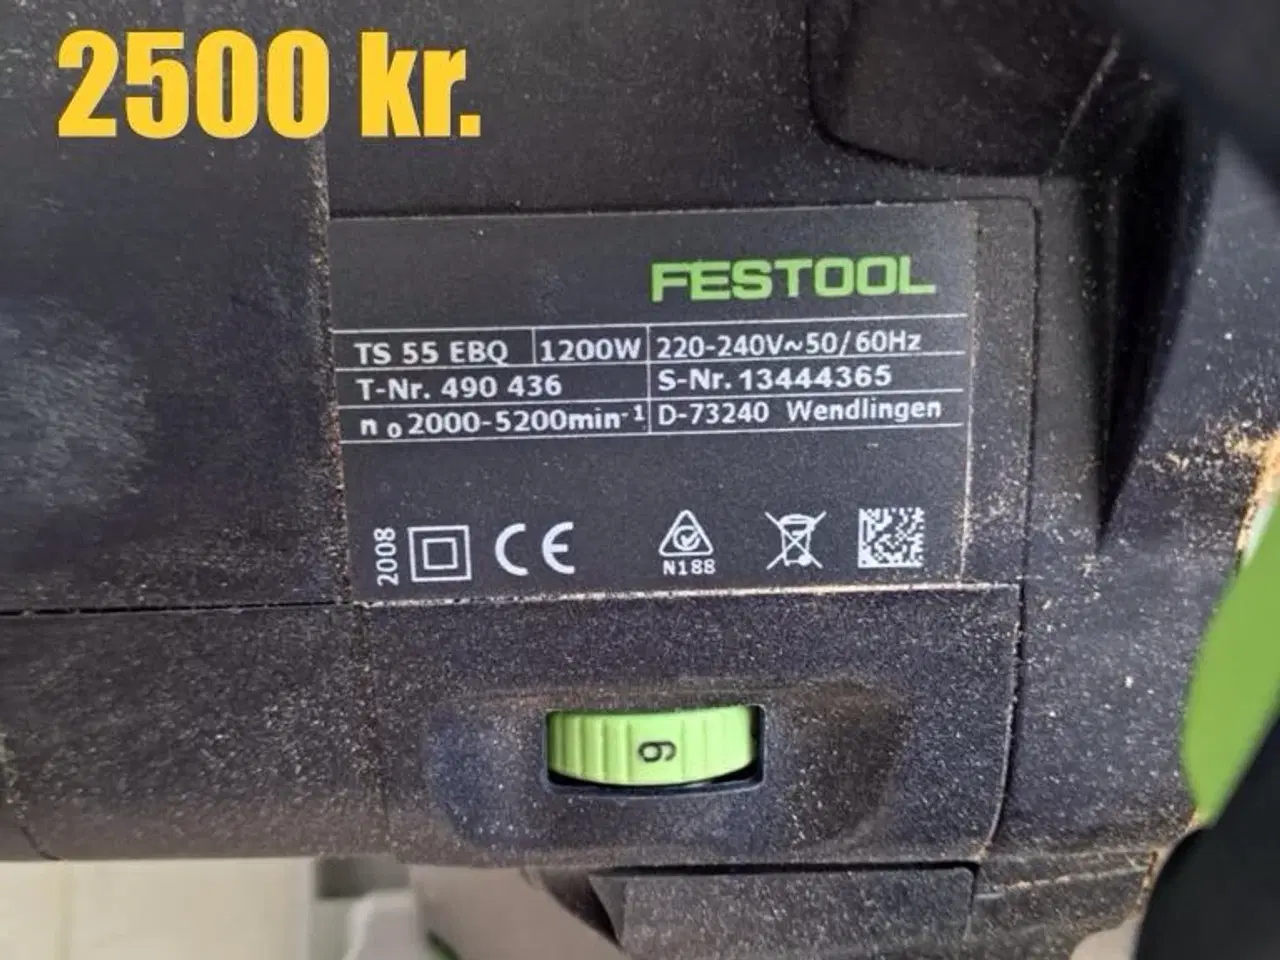 2500 kr.
FESTOOL
TS 55 EBQ 1200W 220-240V~50/60Hz
T-Nr. 490 436 S-Nr. 13444365
n₀ 2000-5200min⁻¹ D-73240 Wendlingen
2008 CE N188
6